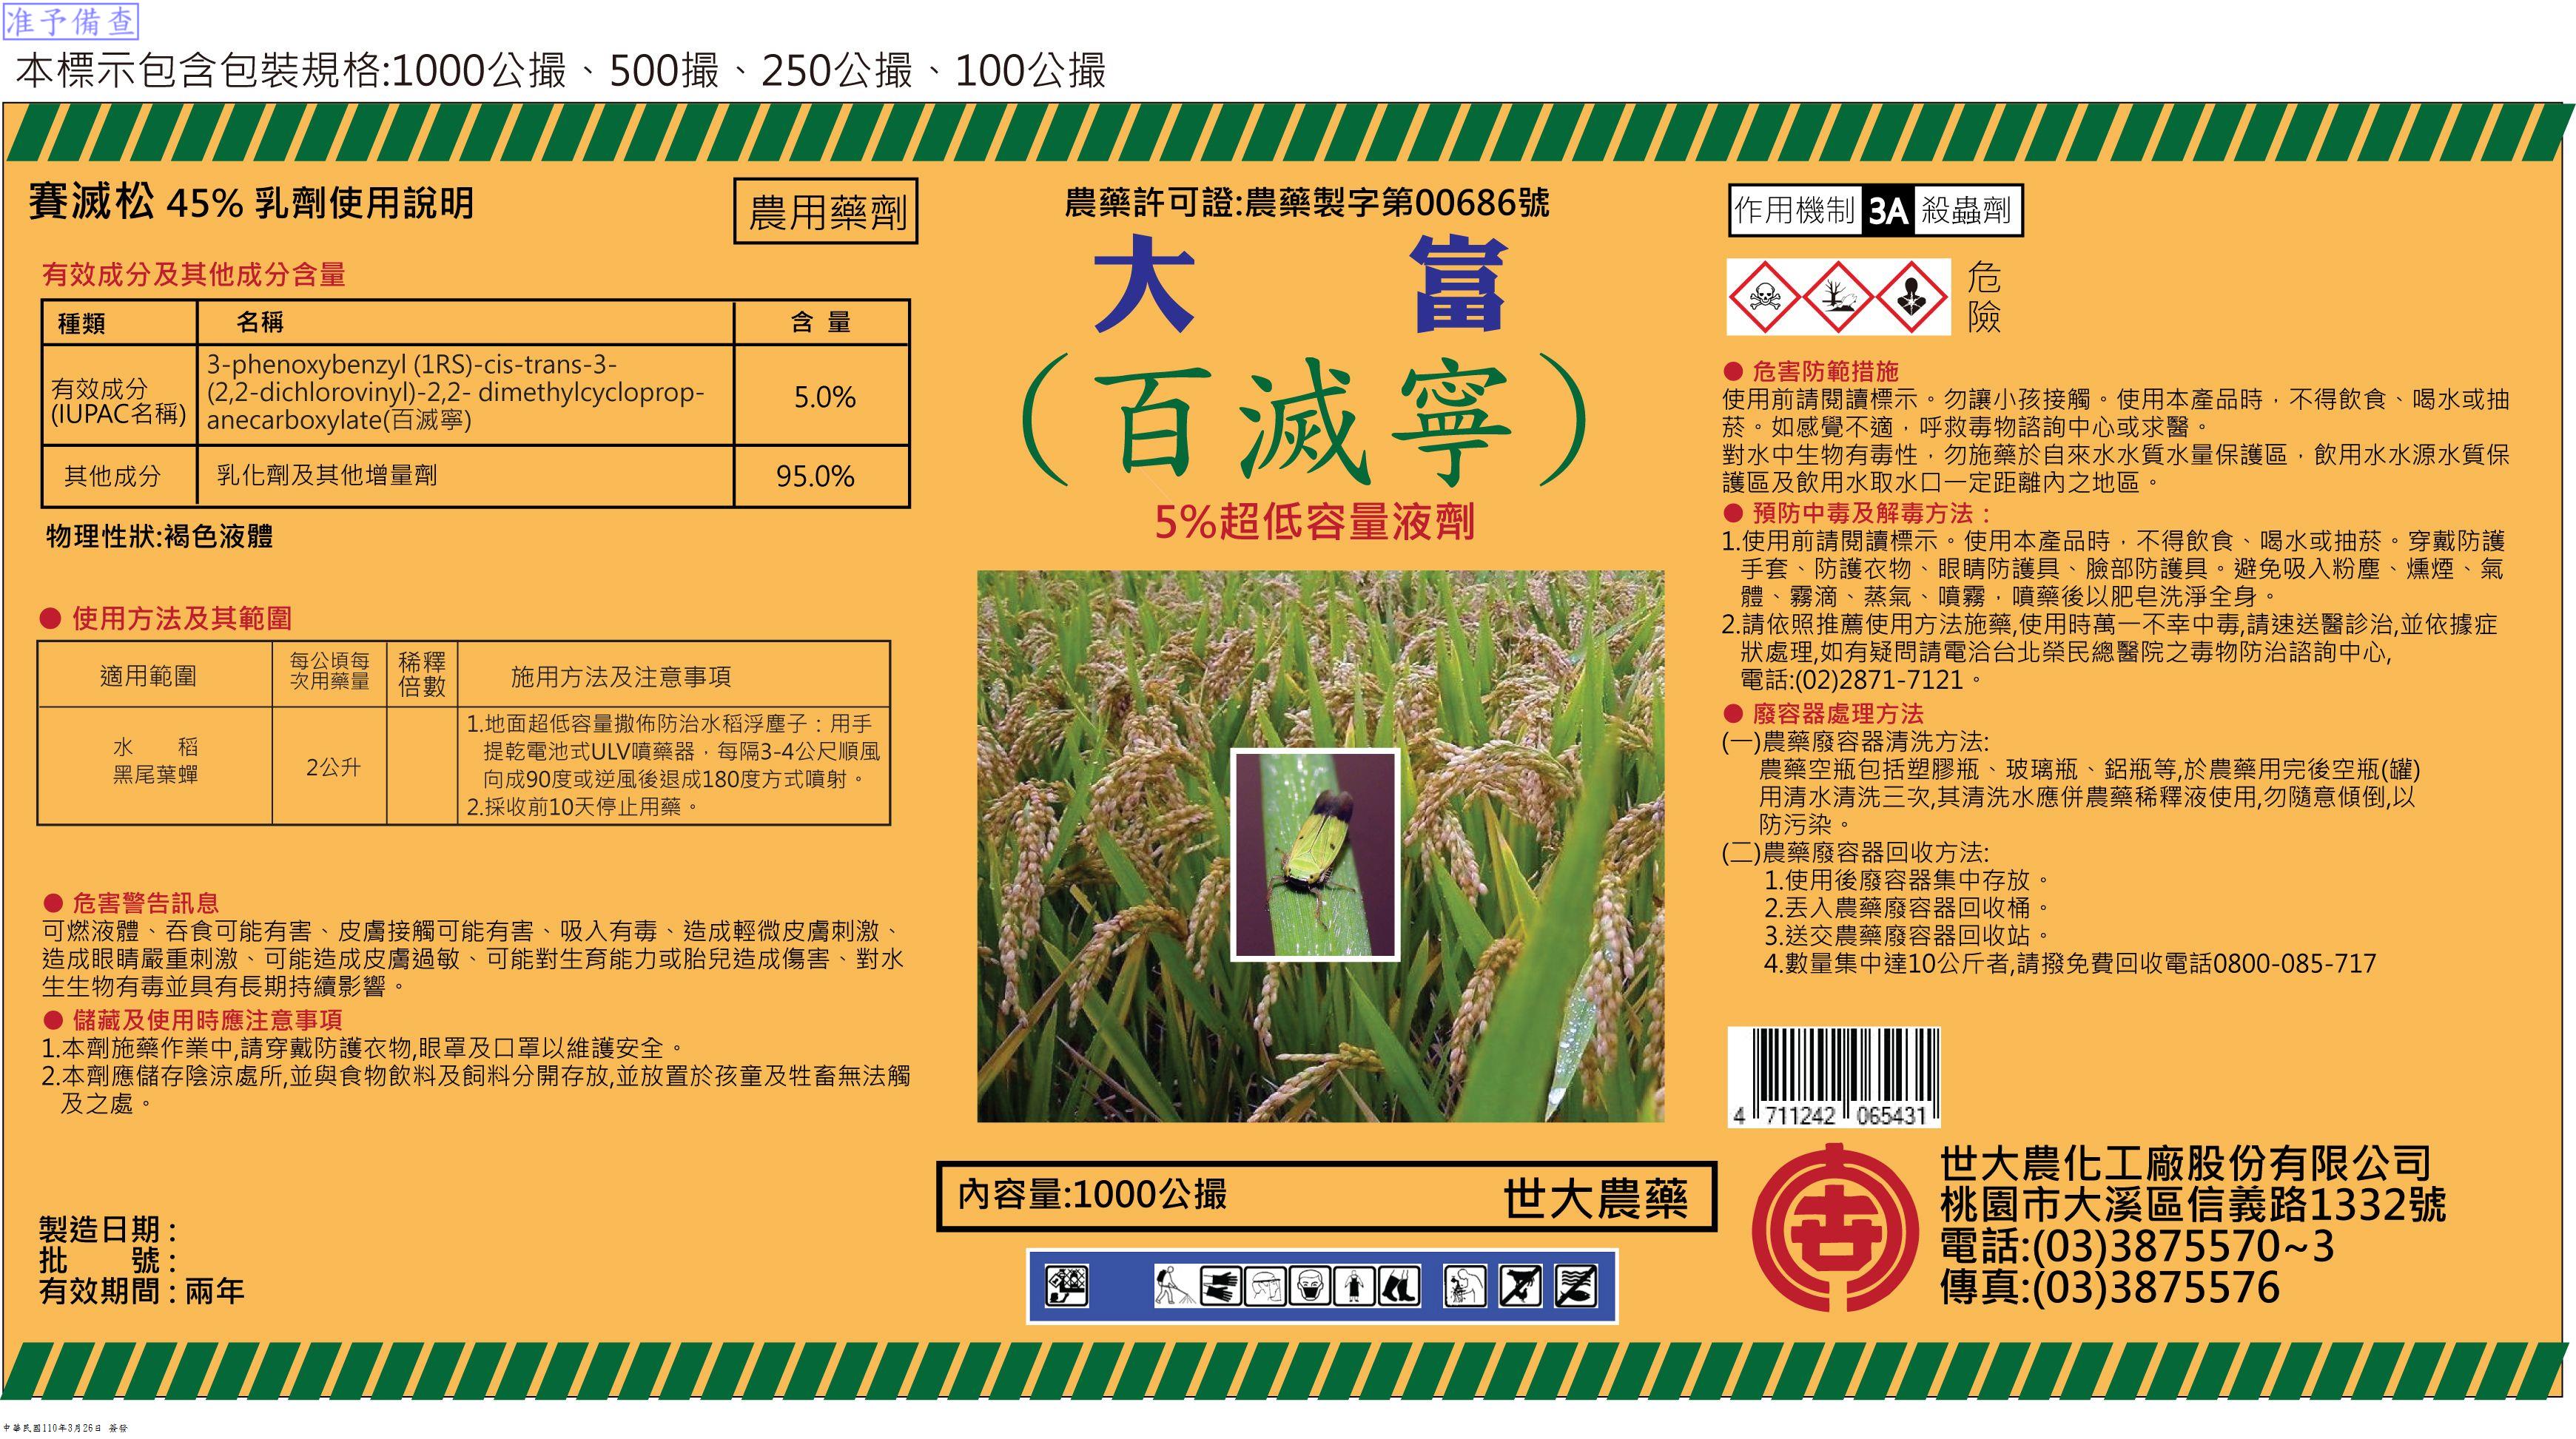 准予備查
本標示包含包裝規格:1000公撮、500撮、250公撮、100公撮
賽滅松 45% 乳劑使用說明
農用藥劑
有效成分及其他成分含量
種類 名稱 含 量
有效成分
(IUPAC名稱)
3-phenoxybenzyl (1RS)-cis-trans-3-
(2,2-dichlorovinyl)-2,2- dimethylcycloprop-
anecarboxylate(百滅寧)
5.0%
其他成分 乳化劑及其他增量劑 95.0%
物理性狀:褐色液體
● 使用方法及其範圍
適用範圍
每公頃每
次用藥量
稀釋
倍數
施用方法及注意事項
水 稻
黑尾葉蟬
2公升
1.地面超低容量撒佈防治水稻浮塵子：用手
提乾電池式ULV噴藥器，每隔3-4公尺順風
向成90度或逆風後退成180度方式噴射。
2.採收前10天停止用藥。
● 危害警告訊息
可燃液體、吞食可能有害、皮膚接觸可能有害、吸入有毒、造成輕微皮膚刺激、
造成眼睛嚴重刺激、可能造成皮膚過敏、可能對生育能力或胎兒造成傷害、對水
生生物有毒並具有長期持續影響。
● 儲藏及使用時應注意事項
1.本劑施藥作業中,請穿戴防護衣物,眼罩及口罩以維護安全。
2.本劑應儲存陰涼處所,並與食物飲料及飼料分開存放,並放置於孩童及牲畜無法觸
及之處。
製造日期：
批 號：
有效期間：兩年
農藥許可證:農藥製字第00686號
大 富
(百滅寧)
5%超低容量液劑
內容量:1000公撮 世大農藥
作用機制 3A 殺蟲劑
危
險
● 危害防範措施
使用前請閱讀標示。勿讓小孩接觸。使用本產品時，不得飲食、喝水或抽
菸。如感覺不適，呼救毒物諮詢中心或求醫。
對水中生物有毒性，勿施藥於自來水水質水量保護區，飲用水水源水質保
護區及飲用水取水口一定距離內之地區。
● 預防中毒及解毒方法：
1.使用前請閱讀標示。使用本產品時，不得飲食、喝水或抽菸。穿戴防護
手套、防護衣物、眼睛防護具、臉部防護具。避免吸入粉塵、燻煙、氣
體、霧滴、蒸氣、噴霧，噴藥後以肥皂洗淨全身。
2.請依照推薦使用方法施藥,使用時萬一不幸中毒,請速送醫診治,並依據症
狀處理,如有疑問請電洽台北榮民總醫院之毒物防治諮詢中心,
電話:(02)2871-7121。
● 廢容器處理方法
(一)農藥廢容器清洗方法:
農藥空瓶包括塑膠瓶、玻璃瓶、鋁瓶等,於農藥用完後空瓶(罐)
用清水清洗三次,其清洗水應併農藥稀釋液使用,勿隨意傾倒,以
防污染。
(二)農藥廢容器回收方法:
1.使用後廢容器集中存放。
2.丟入農藥廢容器回收桶。
3.送交農藥廢容器回收站。
4.數量集中達10公斤者,請撥免費回收電話0800-085-717
4 711242 065431
世大農化工廠股份有限公司
桃園市大溪區信義路1332號
電話:(03)3875570~3
傳真:(03)3875576
中華民國110年3月26日 簽發